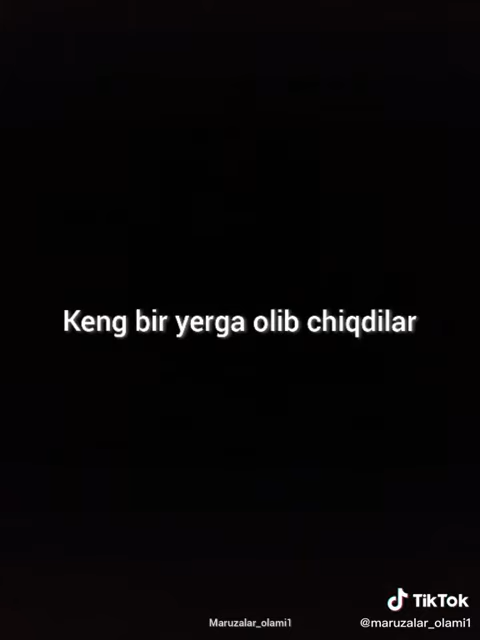 Keng bir yerga olib chiqdilar
TikTok
Maruzalar_olami1
@maruzalar_olami1